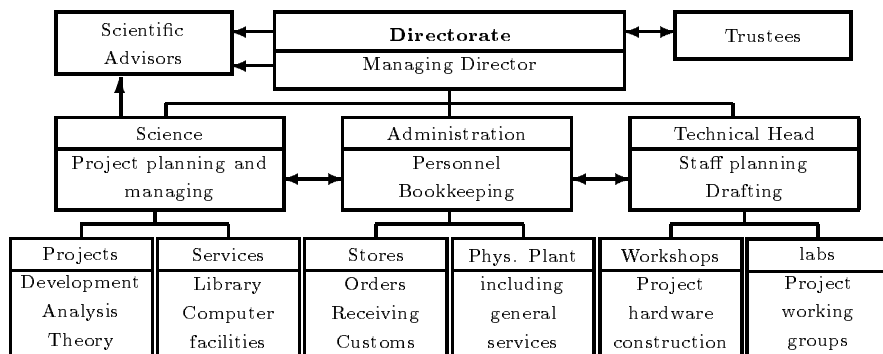 Scientific
Advisors
Directorate
Managing Director
Trustees
Science
Project planning and
managing
Administration
Personnel
Bookkeeping
Technical Head
Staff planning
Drafting
Projects
Development
Analysis
Theory
Services
Library
Computer
facilities
Stores
Orders
Receiving
Customs
Phys. Plant
including
general
services
Workshops
Project
hardware
construction
labs
Project
working
groups